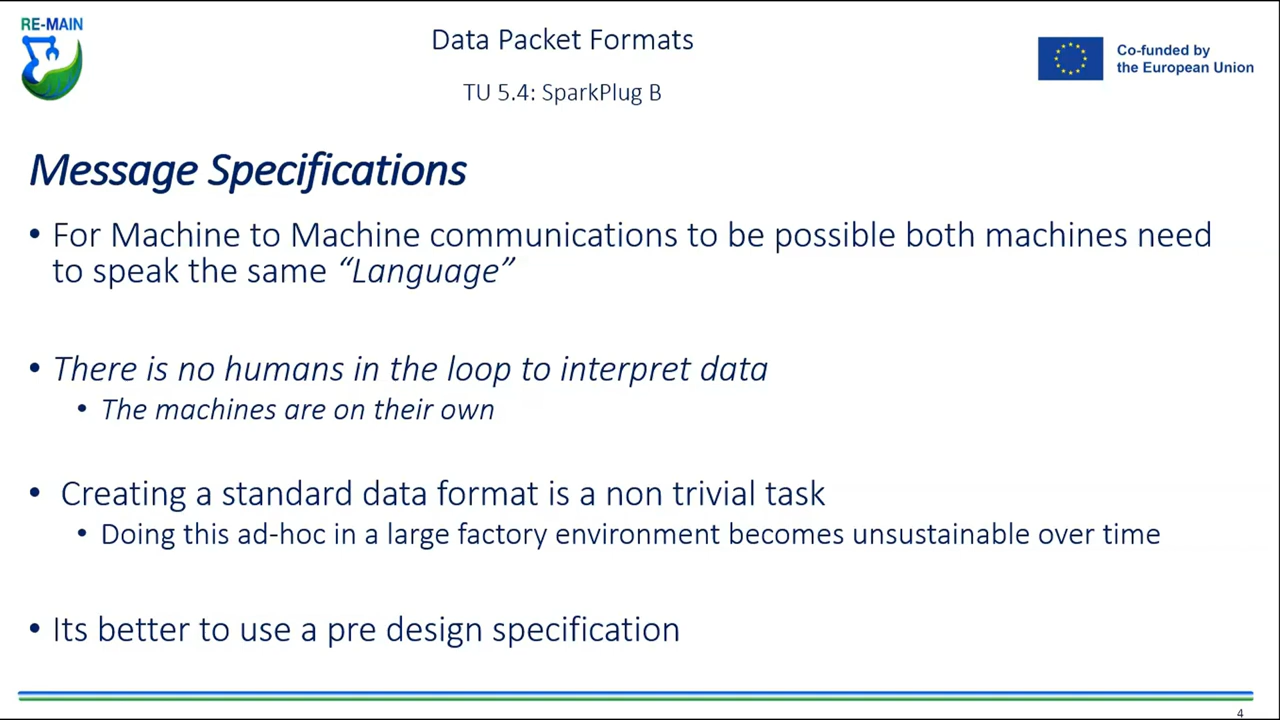 RE-MAIN
Data Packet Formats
TU 5.4: SparkPlug B
Co-funded by
the European Union
Message Specifications
• For Machine to Machine communications to be possible both machines need
to speak the same “Language”
• There is no humans in the loop to interpret data
• The machines are on their own
• Creating a standard data format is a non trivial task
• Doing this ad-hoc in a large factory environment becomes unsustainable over time
• Its better to use a pre design specification
4